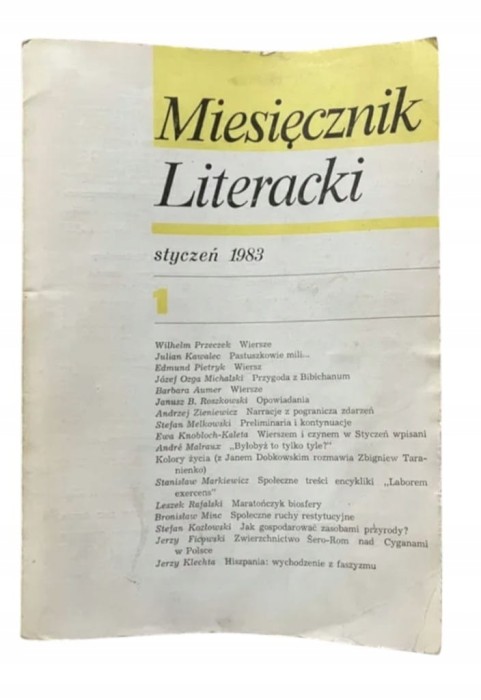 Miesięcznik
Literacki
styczeń 1983
1
Wilhelm Przeczek Wiersze
Julian Kawalec Pastuszkowie mili...
Edmund Pietryk Wiersz
Józef Ozga Michalski Przygoda z Bibichanum
Barbara Aumer Wiersze
Janusz B. Roszkowski Opowiadania
Andrzej Zieniewicz Narracje z pogranicza zdarzeń
Stefan Melkowski Preliminaria i kontynuacje
Ewa Knobloch-Kaleta Wierszem i czynem w Styczeń wpisani
André Malraux „Byłoby to tylko tyle?"
Kolory życia (z Janem Dobkowskim rozmawia Zbigniew Tara-
nienko)
Stanisław Markiewicz Społeczne treści encykliki „Laborem
exercens"
Leszek Rafalski Maratończyk biosfery
Bronisław Minc Społeczne ruchy restytucyjne
Stefan Kozłowski Jak gospodarować zasobami przyrody?
Jerzy Ficowski Zwierzchnictwo Šero-Rom nad Cyganami
w Polsce
Jerzy Klechta Hiszpania: wychodzenie z faszyzmu